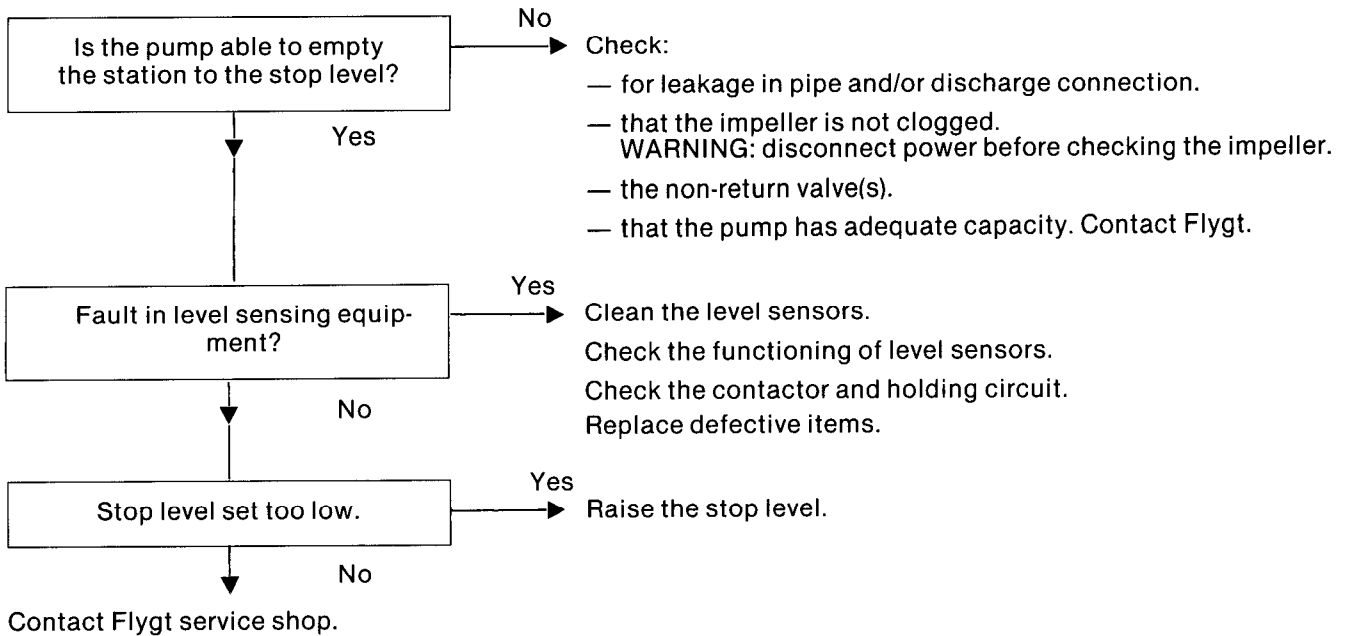 No
Is the pump able to empty
the station to the stop level?
Check:
— for leakage in pipe and/or discharge connection.
— that the impeller is not clogged.
WARNING: disconnect power before checking the impeller.
— the non-return valve(s).
— that the pump has adequate capacity. Contact Flygt.
Yes
Yes
Fault in level sensing equip-
ment?
Clean the level sensors.
Check the functioning of level sensors.
Check the contactor and holding circuit.
Replace defective items.
No
Yes
Stop level set too low.
Raise the stop level.
No
Contact Flygt service shop.